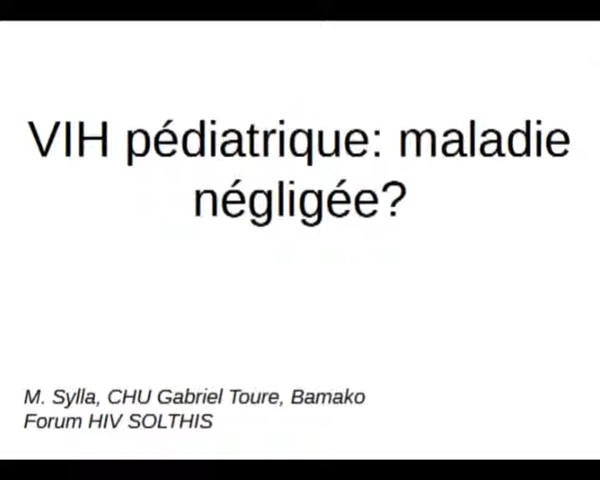 VIH pédiatrique: maladie
négligée?
M. Sylla, CHU Gabriel Toure, Bamako
Forum HIV SOLTHIS